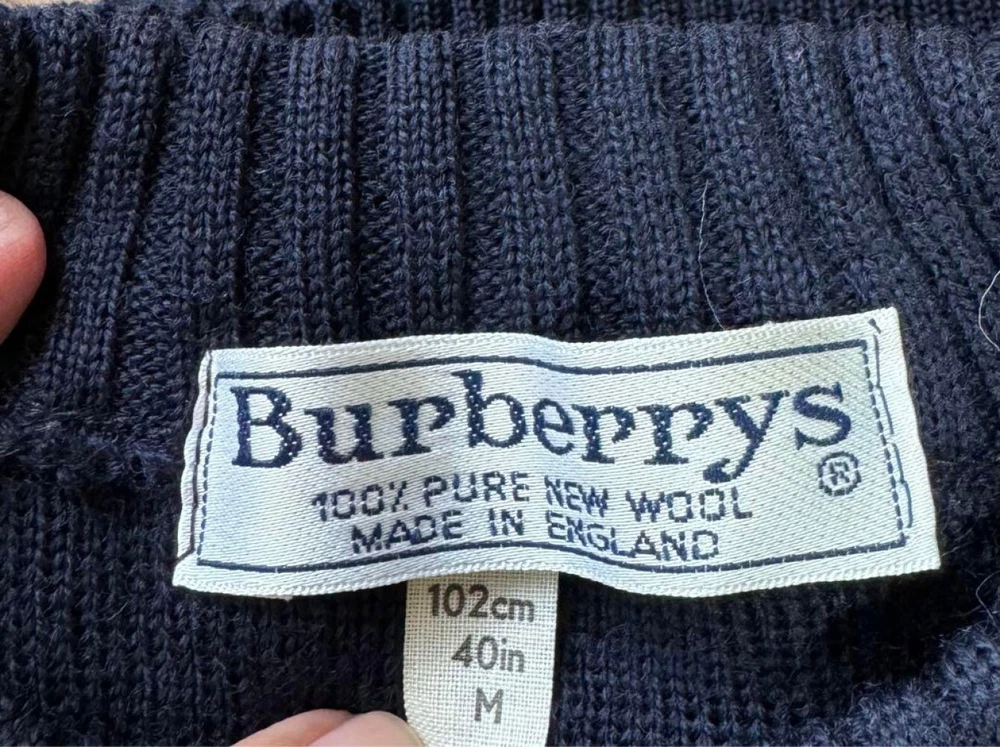 Burberrys®
100% PURE NEW WOOL
MADE IN ENGLAND
102cm
40in
M